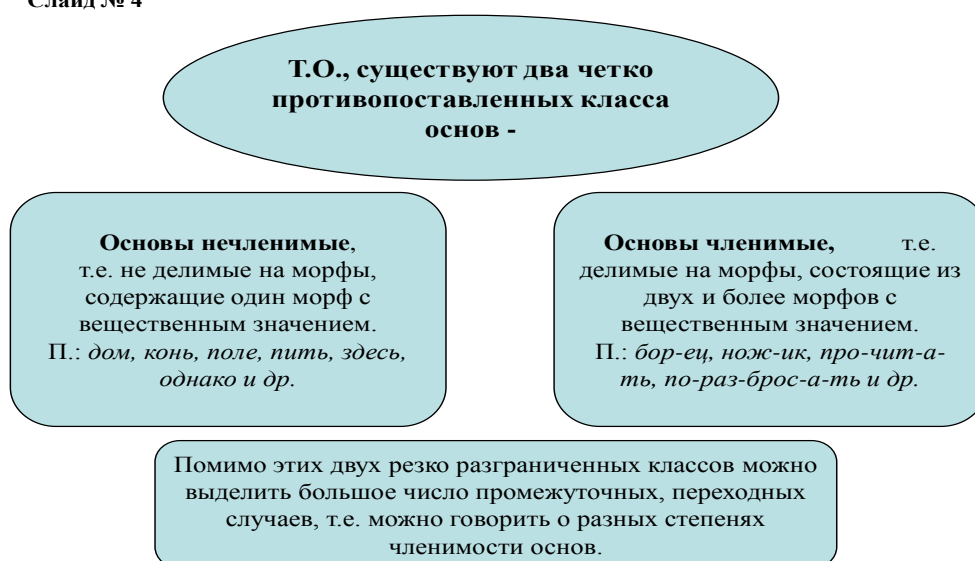 Слайд № 4
Т.О., существуют два четко
противопоставленных класса
основ -
Основы нечленимые,
т.е. не делимые на морфы,
содержащие один морф с
вещественным значением.
П.: дом, конь, поле, пить, здесь,
однако и др.
Основы членимые, т.е.
делимые на морфы, состоящие из
двух и более морфов с
вещественным значением.
П.: бор-ец, нож-ик, про-чит-а-
ть, по-раз-брос-а-ть и др.
Помимо этих двух резко разграниченных классов можно
выделить большое число промежуточных, переходных
случаев, т.е. можно говорить о разных степенях
членимости основ.